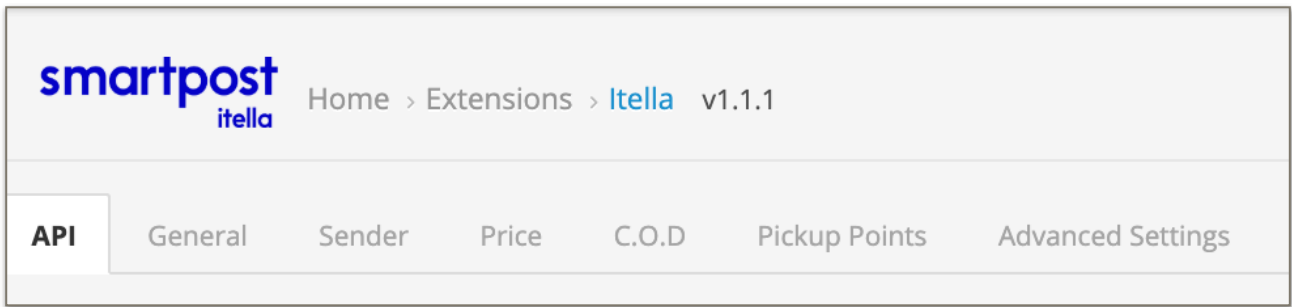 smartpost
itella
Home › Extensions › Itella v1.1.1
API General Sender Price C.O.D Pickup Points Advanced Settings